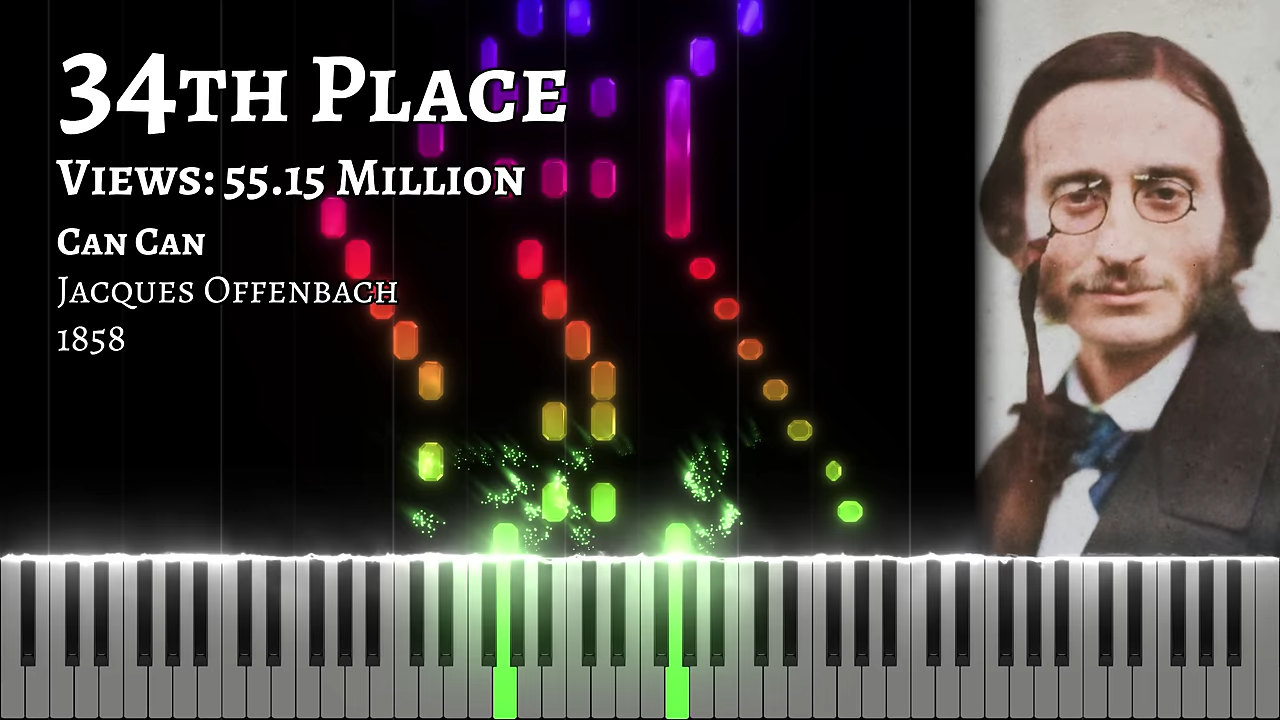 34th Place
Views: 55.15 Million
Can Can
Jacques Offenbach
1858